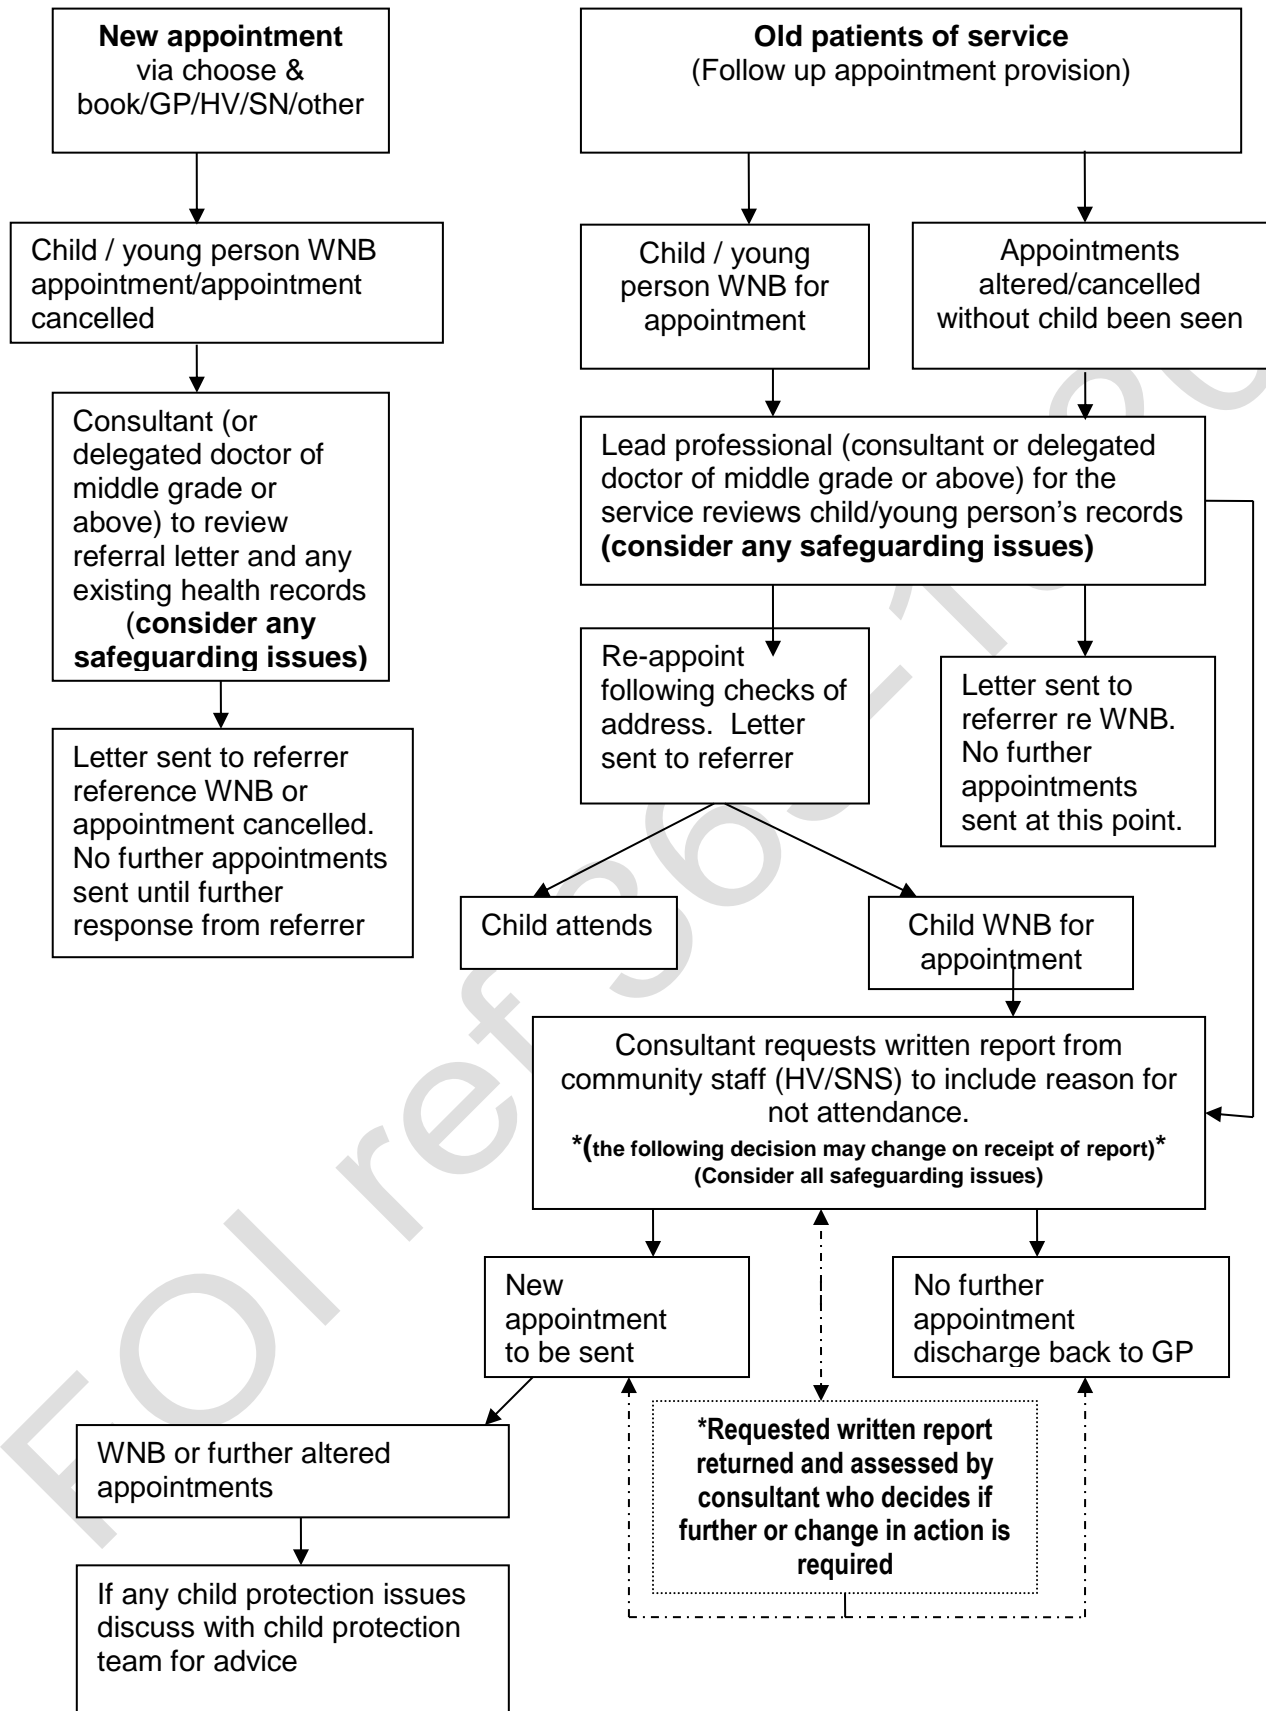 New appointment
via choose &
book/GP/HV/SN/other
Old patients of service
(Follow up appointment provision)
Child / young person WNB
appointment/appointment
cancelled
Child / young
person WNB for
appointment
Appointments
altered/cancelled
without child been seen
Consultant (or
delegated doctor of
middle grade or
above) to review
referral letter and any
existing health records
(consider any
safeguarding issues)
Lead professional (consultant or delegated
doctor of middle grade or above) for the
service reviews child/young person's records
(consider any safeguarding issues)
Re-appoint
following checks of
address.  Letter
sent to referrer
Letter sent to
referrer re WNB.
No further
appointments
sent at this point.
Letter sent to referrer
reference WNB or
appointment cancelled.
No further appointments
sent until further
response from referrer
Child attends
Child WNB for
appointment
Consultant requests written report from
community staff (HV/SNS) to include reason for
not attendance.
*(the following decision may change on receipt of report)*
(Consider all safeguarding issues)
New
appointment
to be sent
No further
appointment
discharge back to GP
*Requested written report
returned and assessed by
consultant who decides if
further or change in action is
required
WNB or further altered
appointments
If any child protection issues
discuss with child protection
team for advice
FOI ref